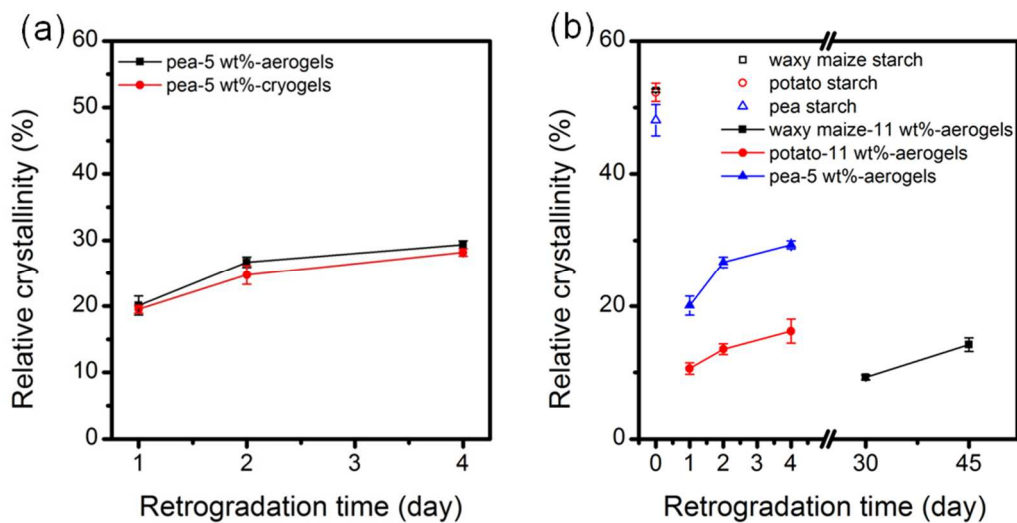 (a)
60
50
40
30
20
10
0
Relative crystallinity (%)
pea-5 wt%-aerogels
pea-5 wt%-cryogels
1 2 3 4
Retrogradation time (day)
(b)
60
40
20
0
Relative crystallinity (%)
waxy maize starch
potato starch
pea starch
waxy maize-11 wt%-aerogels
potato-11 wt%-aerogels
pea-5 wt%-aerogels
0 1 2 3 4 30 45
Retrogradation time (day)